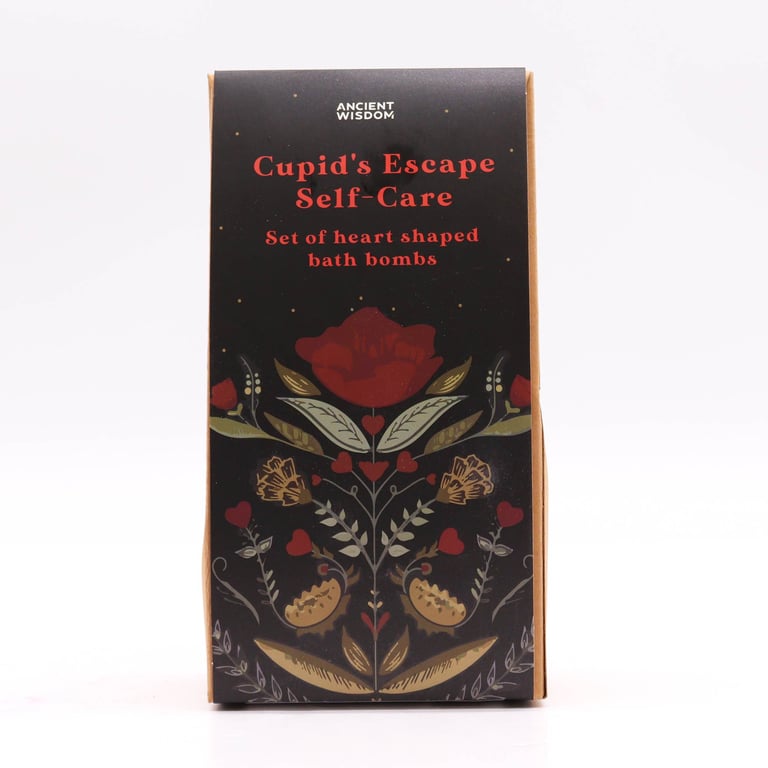 ANCIENT
WISDOM
Cupid's Escape
Self-Care
Set of heart shaped
bath bombs